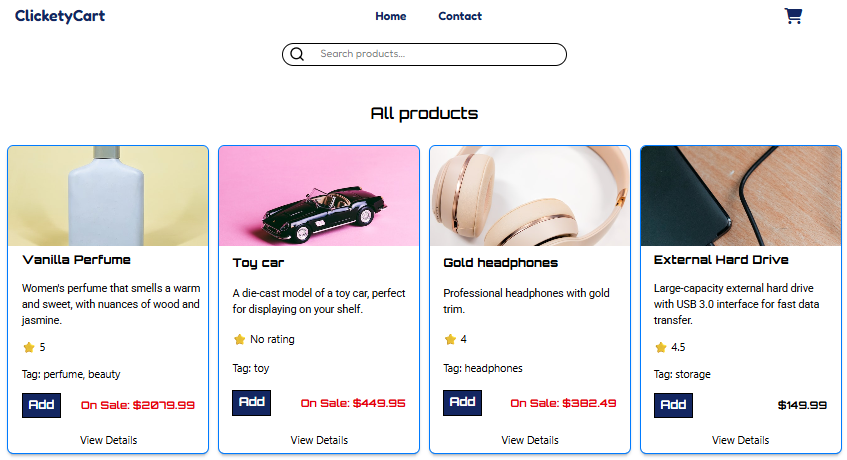 ClicketyCart
Home
Contact
Search products...
All products
Vanilla Perfume
Women's perfume that smells a warm
and sweet, with nuances of wood and
jasmine.
5
Tag: perfume, beauty
Add
On Sale: $2079.99
View Details
Toy car
A die-cast model of a toy car, perfect
for displaying on your shelf.
No rating
Tag: toy
Add
On Sale: $449.95
View Details
Gold headphones
Professional headphones with gold
trim.
4
Tag: headphones
Add
On Sale: $382.49
View Details
External Hard Drive
Large-capacity external hard drive
with USB 3.0 interface for fast data
transfer.
4.5
Tag: storage
Add
$149.99
View Details